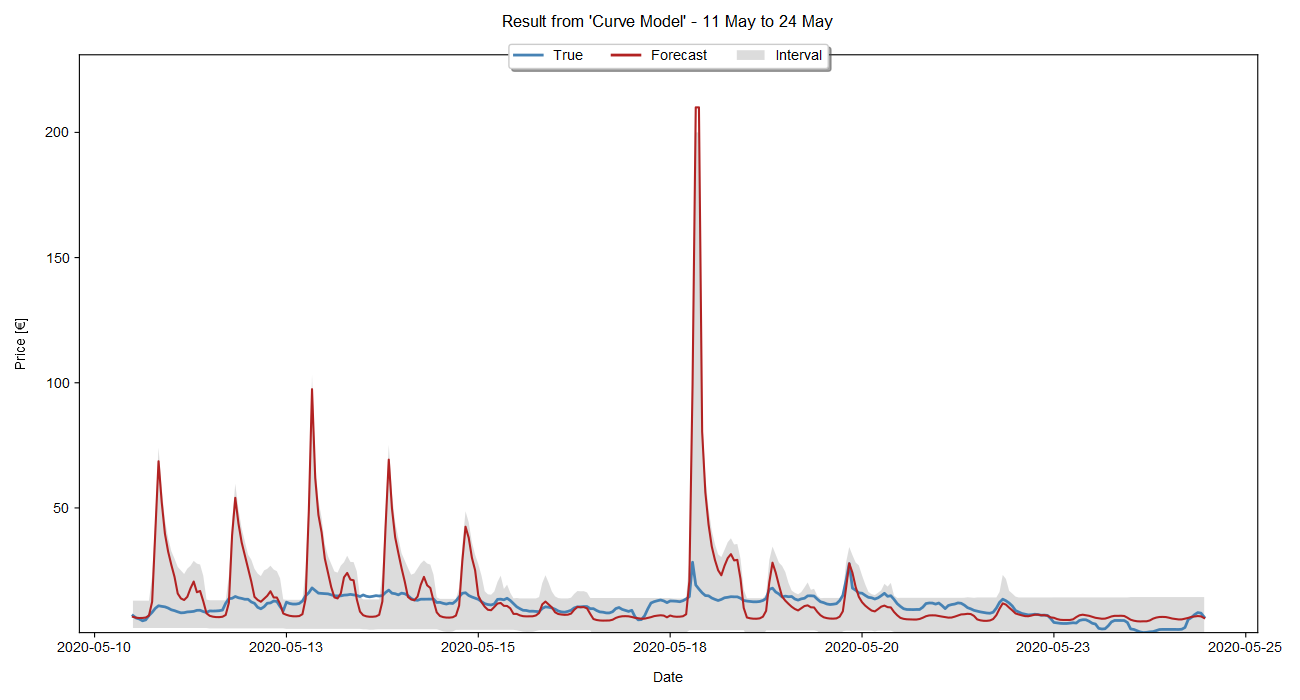 Result from 'Curve Model' - 11 May to 24 May
True Forecast Interval
200
150
100
50
Price [€]
2020-05-10 2020-05-13 2020-05-15 2020-05-18 2020-05-20 2020-05-23 2020-05-25
Date